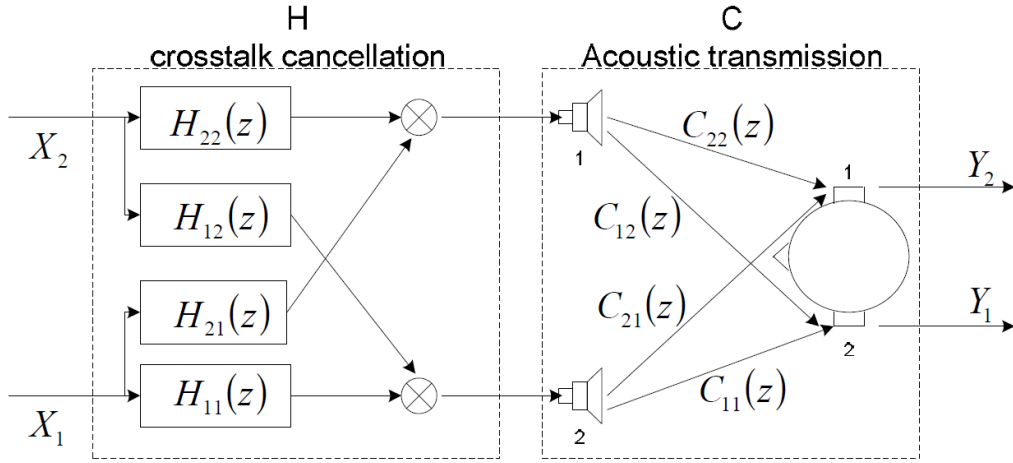 H
crosstalk cancellation
C
Acoustic transmission
X₂
H₂₂(z)
1
C₂₂(z)
1
Y₂
H₁₂(z)
C₁₂(z)
H₂₁(z)
C₂₁(z)
Y₁
2
X₁
H₁₁(z)
2
C₁₁(z)